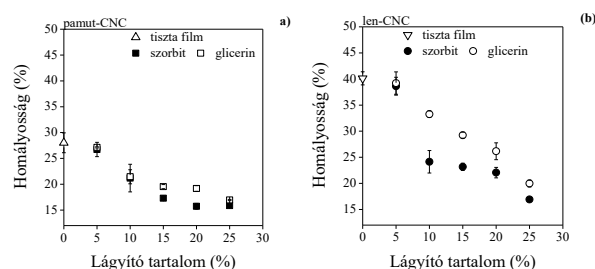 pamut-CNC
a)
tiszta film
szorbit
glicerin
Homályosság (%)
50
45
40
35
30
25
20
15
0
5
10
15
20
25
30
Lágyító tartalom (%)
len-CNC
(b)
tiszta film
szorbit
glicerin
Homályosság (%)
50
45
40
35
30
25
20
15
0
5
10
15
20
25
30
Lágyító tartalom (%)